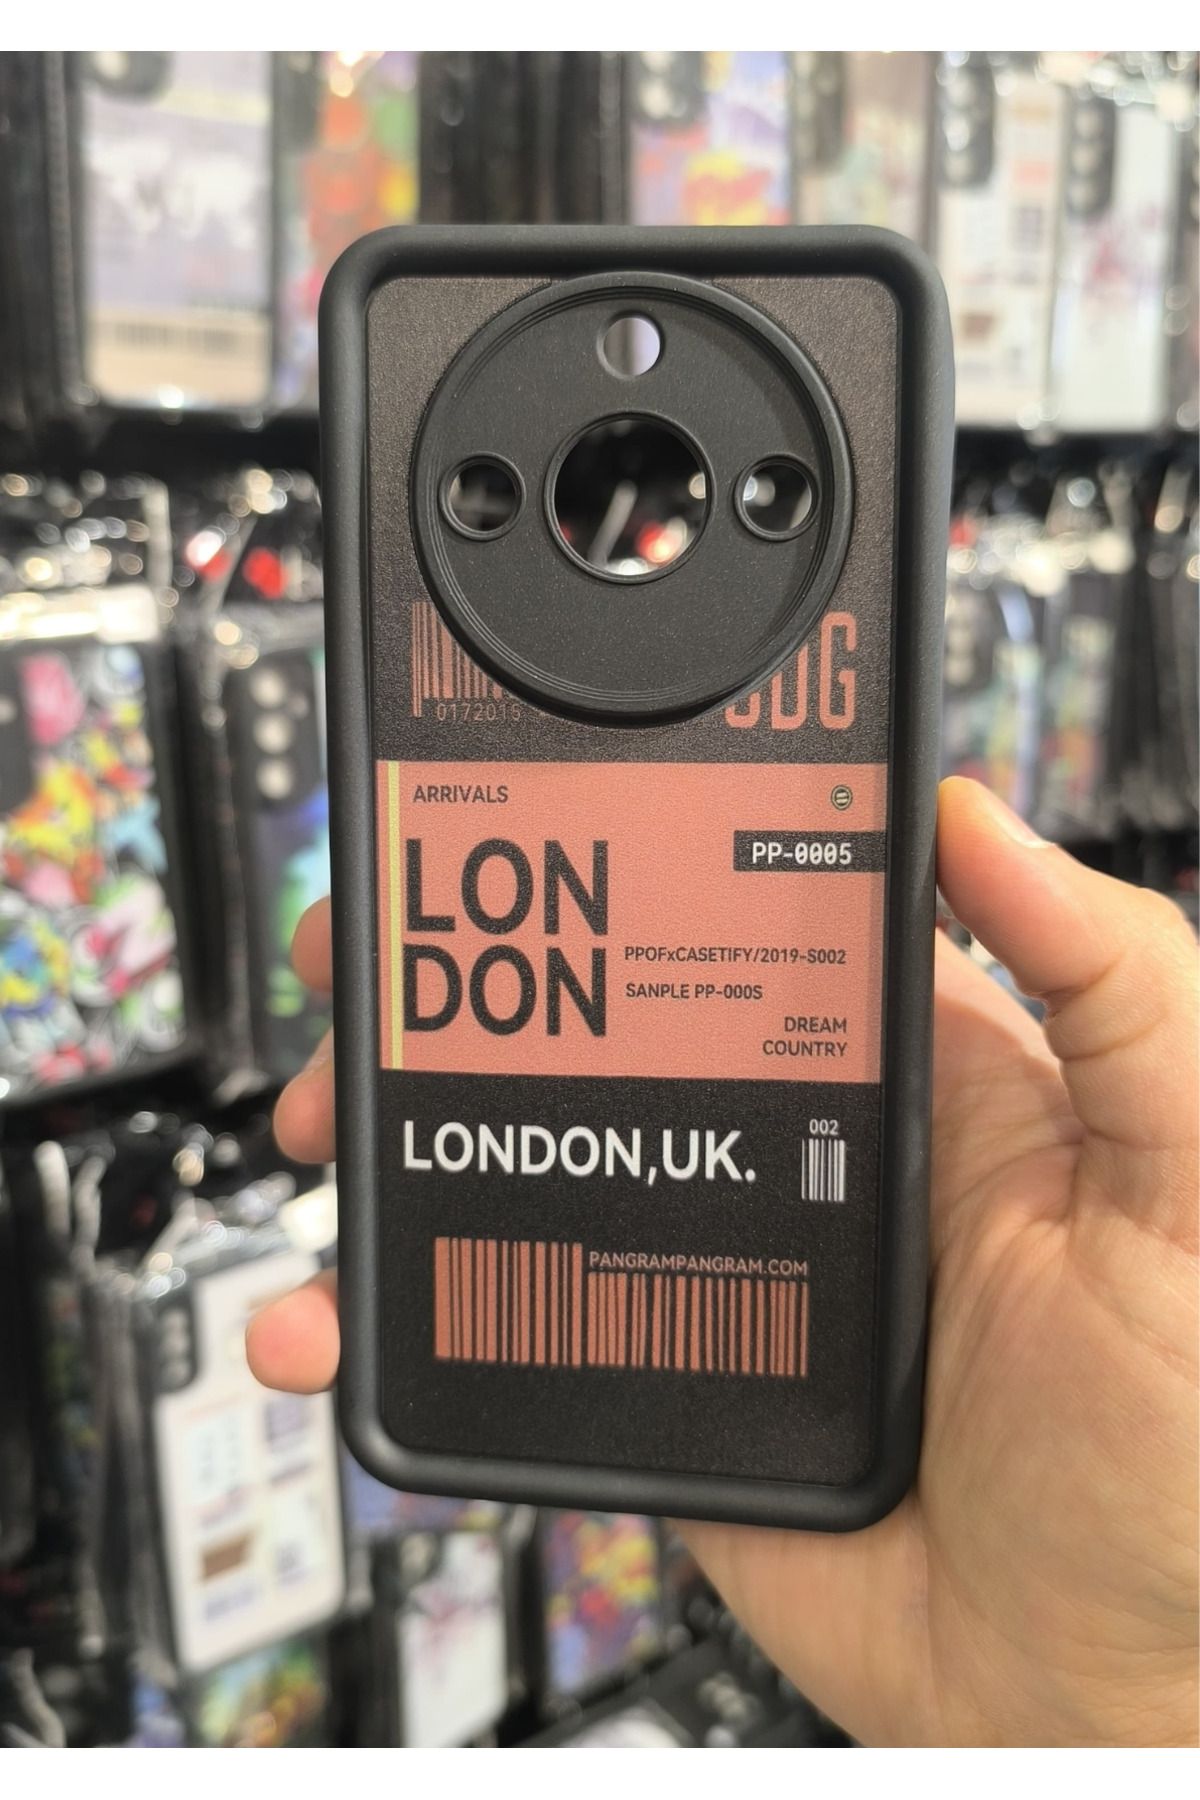 0172015
CDG
ARRIVALS
PP-0005
LON
DON
PPOFxCASETIFY/2019-S002
SANPLE PP-000S
DREAM
COUNTRY
LONDON,UK.
002
PANGRAMPANGRAM.COM